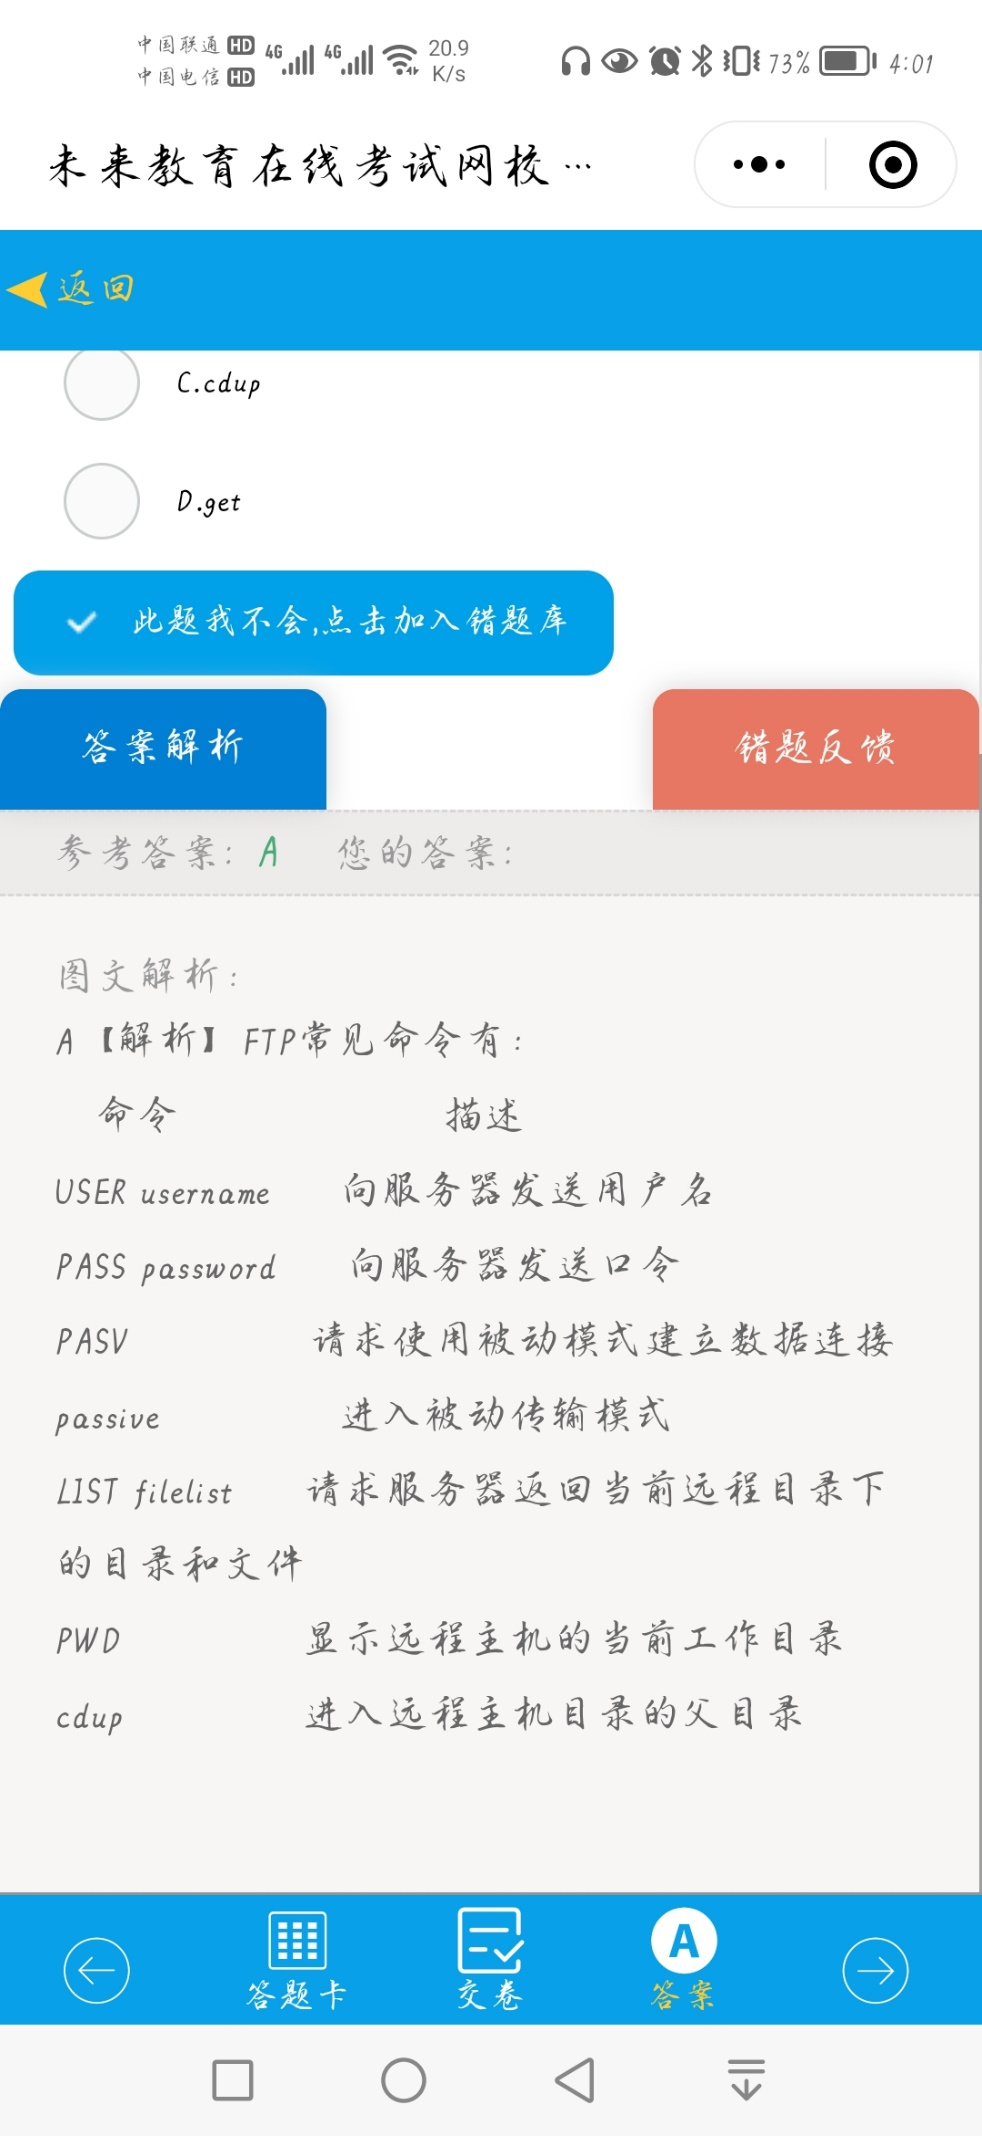 中国联通 HD 4G 4G 20.9 K/s 73% 4:01
中国电信 HD
未来教育在线考试网校…
返回
C.cdup
D.get
此题我不会,点击加入错题库
答案解析 错题反馈
参考答案: A 您的答案:
图文解析:
A【解析】FTP常见命令有:
命令 描述
USER username 向服务器发送用户名
PASS password 向服务器发送口令
PASV 请求使用被动模式建立数据连接
passive 进入被动传输模式
LIST filelist 请求服务器返回当前远程目录下
的目录和文件
PWD 显示远程主机的当前工作目录
cdup 进入远程主机目录的父目录
A
答题卡 交卷 答案